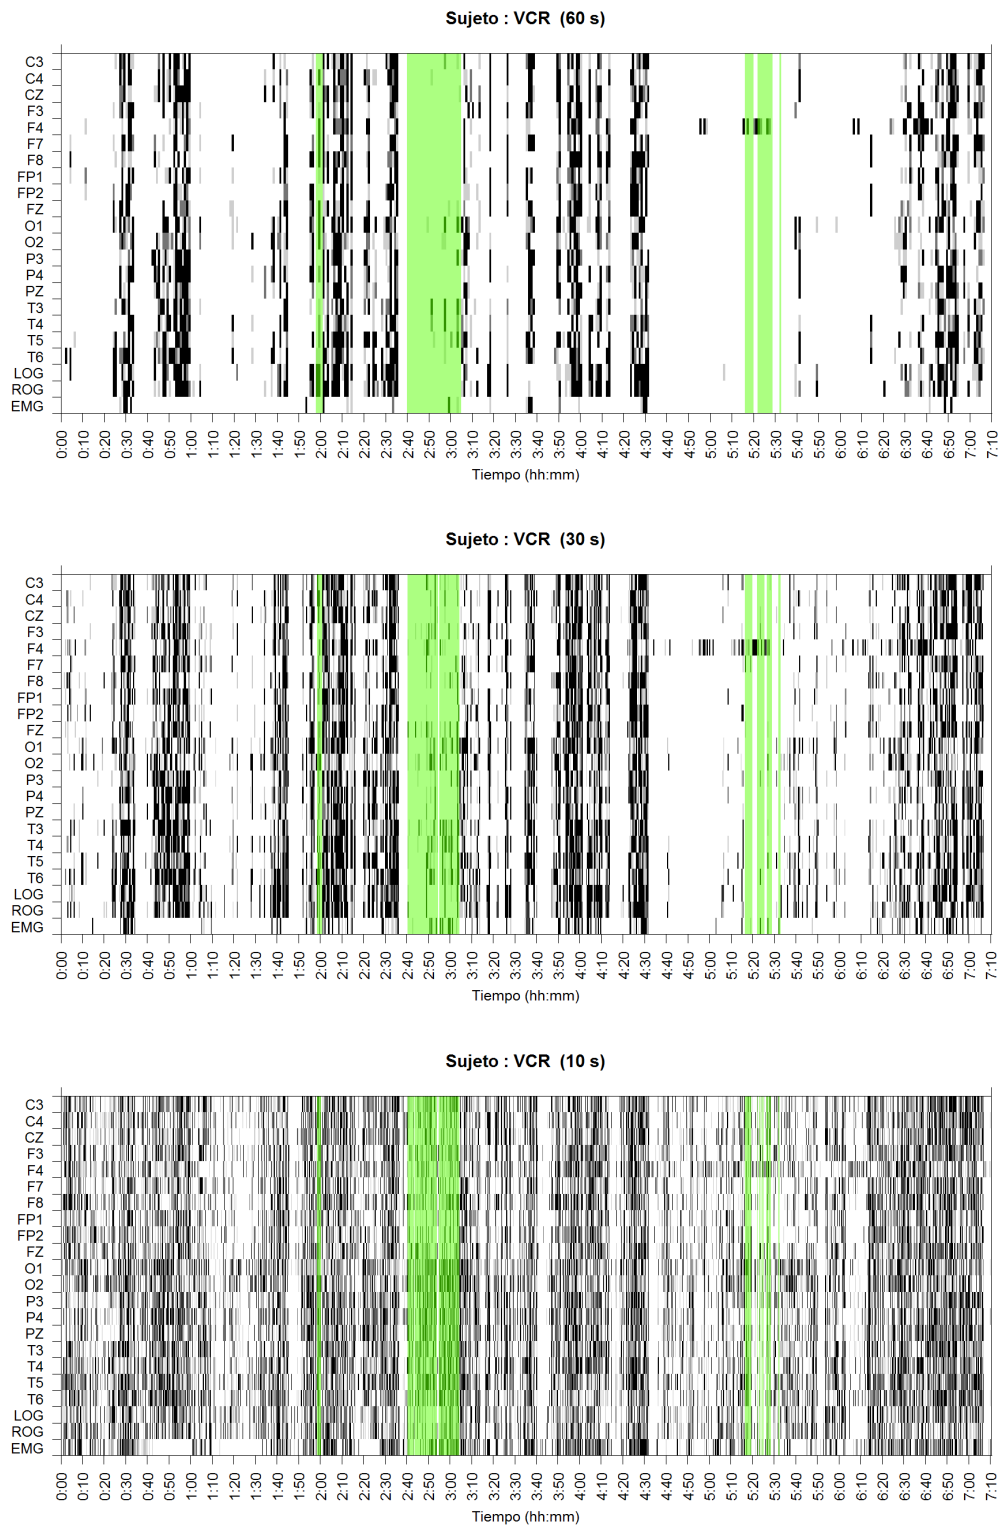 Sujeto : VCR (60 s)
C3
C4
CZ
F3
F4
F7
F8
FP1
FP2
FZ
O1
O2
P3
P4
PZ
T3
T4
T5
T6
LOG
ROG
EMG
0:00 0:10 0:20 0:30 0:40 0:50 1:00 1:10 1:20 1:30 1:40 1:50 2:00 2:10 2:20 2:30 2:40 2:50 3:00 3:10 3:20 3:30 3:40 3:50 4:00 4:10 4:20 4:30 4:40 4:50 5:00 5:10 5:20 5:30 5:40 5:50 6:00 6:10 6:20 6:30 6:40 6:50 7:00 7:10
Tiempo (hh:mm)
Sujeto : VCR (30 s)
C3
C4
CZ
F3
F4
F7
F8
FP1
FP2
FZ
O1
O2
P3
P4
PZ
T3
T4
T5
T6
LOG
ROG
EMG
0:00 0:10 0:20 0:30 0:40 0:50 1:00 1:10 1:20 1:30 1:40 1:50 2:00 2:10 2:20 2:30 2:40 2:50 3:00 3:10 3:20 3:30 3:40 3:50 4:00 4:10 4:20 4:30 4:40 4:50 5:00 5:10 5:20 5:30 5:40 5:50 6:00 6:10 6:20 6:30 6:40 6:50 7:00 7:10
Tiempo (hh:mm)
Sujeto : VCR (10 s)
C3
C4
CZ
F3
F4
F7
F8
FP1
FP2
FZ
O1
O2
P3
P4
PZ
T3
T4
T5
T6
LOG
ROG
EMG
0:00 0:10 0:20 0:30 0:40 0:50 1:00 1:10 1:20 1:30 1:40 1:50 2:00 2:10 2:20 2:30 2:40 2:50 3:00 3:10 3:20 3:30 3:40 3:50 4:00 4:10 4:20 4:30 4:40 4:50 5:00 5:10 5:20 5:30 5:40 5:50 6:00 6:10 6:20 6:30 6:40 6:50 7:00 7:10
Tiempo (hh:mm)